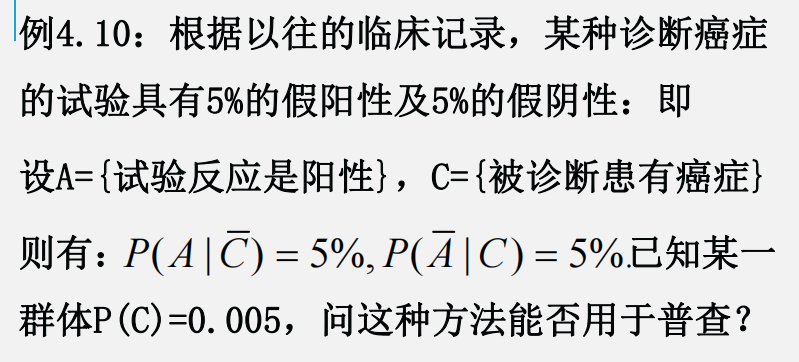 例4.10：根据以往的临床记录，某种诊断癌症
的试验具有5%的假阳性及5%的假阴性：即
设A={试验反应是阳性}，C={被诊断患有癌症}
则有：P(A|C̅) = 5%, P(A̅|C) = 5%.已知某一
群体P(C)=0.005，问这种方法能否用于普查？